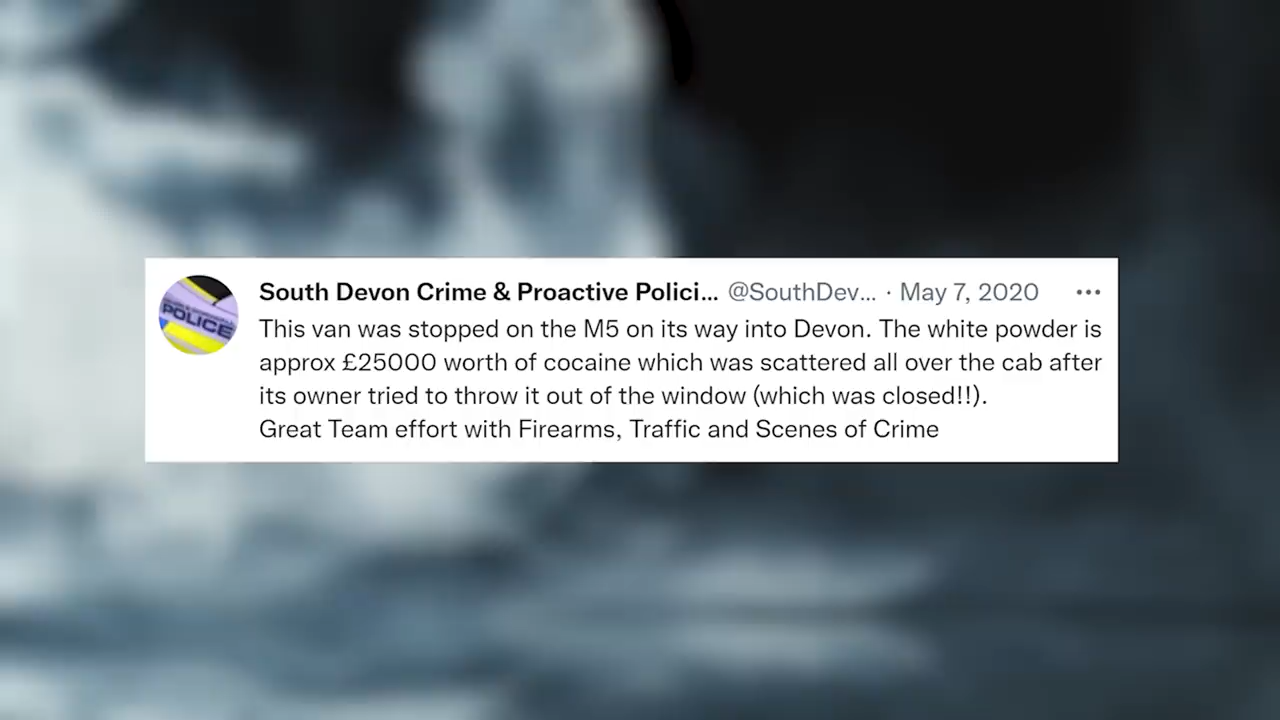 South Devon Crime & Proactive Polici... @SouthDev... · May 7, 2020
This van was stopped on the M5 on its way into Devon. The white powder is
approx £25000 worth of cocaine which was scattered all over the cab after
its owner tried to throw it out of the window (which was closed!!).
Great Team effort with Firearms, Traffic and Scenes of Crime
POLICE